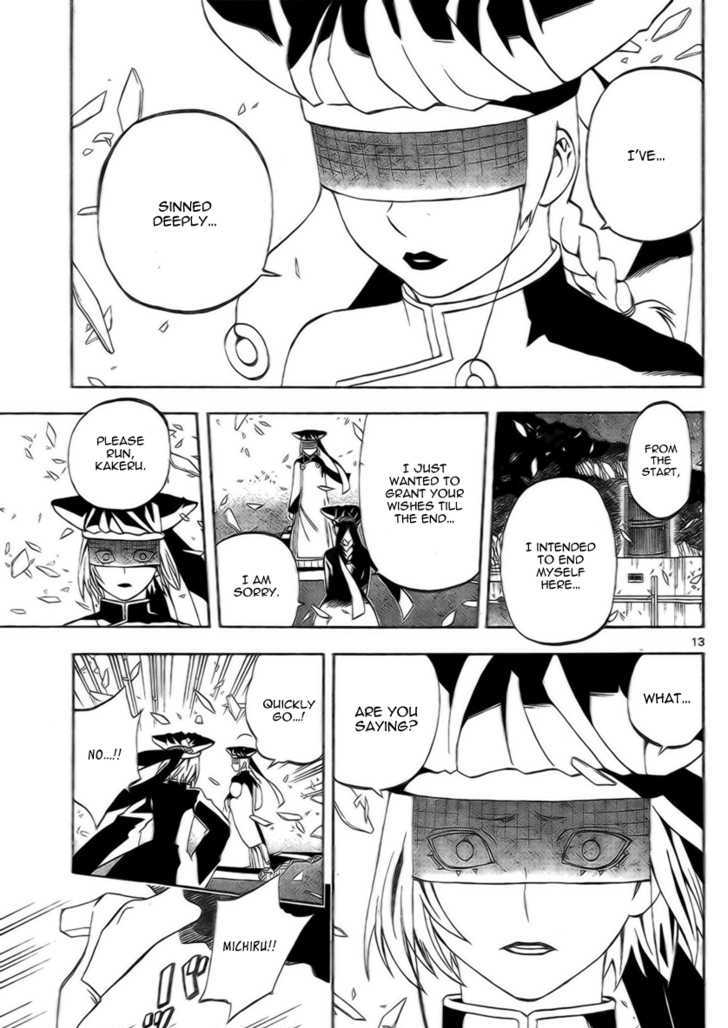 I'VE...
SINNED
DEEPLY...
FROM
THE
START,
I INTENDED
TO END
MYSELF
HERE...
I JUST
WANTED TO
GRANT YOUR
WISHES TILL
THE END...
I AM
SORRY.
PLEASE
RUN,
KAKERU.
13
WHAT...
ARE YOU
SAYING?
QUICKLY
GO...!
NO...!!
MICHIRU!!